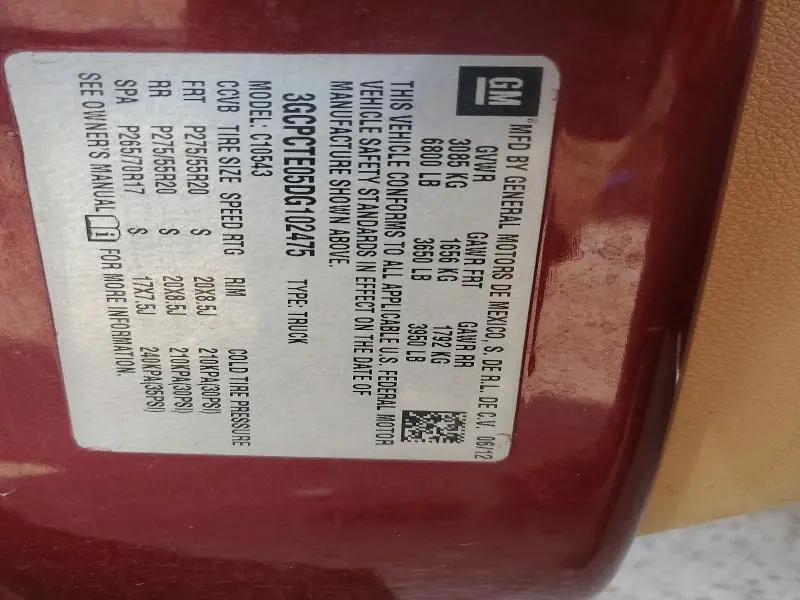 GM
MFD BY GENERAL MOTORS DE MEXICO, S. DE R.L. DE C.V. 06/12
GVWR GAWR FRT GAWR RR
3085 KG 1656 KG 1792 KG
6800 LB 3650 LB 3950 LB
THIS VEHICLE CONFORMS TO ALL APPLICABLE U.S. FEDERAL MOTOR
VEHICLE SAFETY STANDARDS IN EFFECT ON THE DATE OF
MANUFACTURE SHOWN ABOVE.
3GCPCTE05DG102475 TYPE: TRUCK
MODEL: C10543
CCVB TIRE SIZE SPEED RTG RIM COLD TIRE PRESSURE
FRT P275/55R20 S 20X8.5J 210KPA(30PSI)
RR P275/55R20 S 20X8.5J 210KPA(30PSI)
SPA P265/70R17 S 17X7.5J 240KPA(35PSI)
SEE OWNER'S MANUAL FOR MORE INFORMATION.